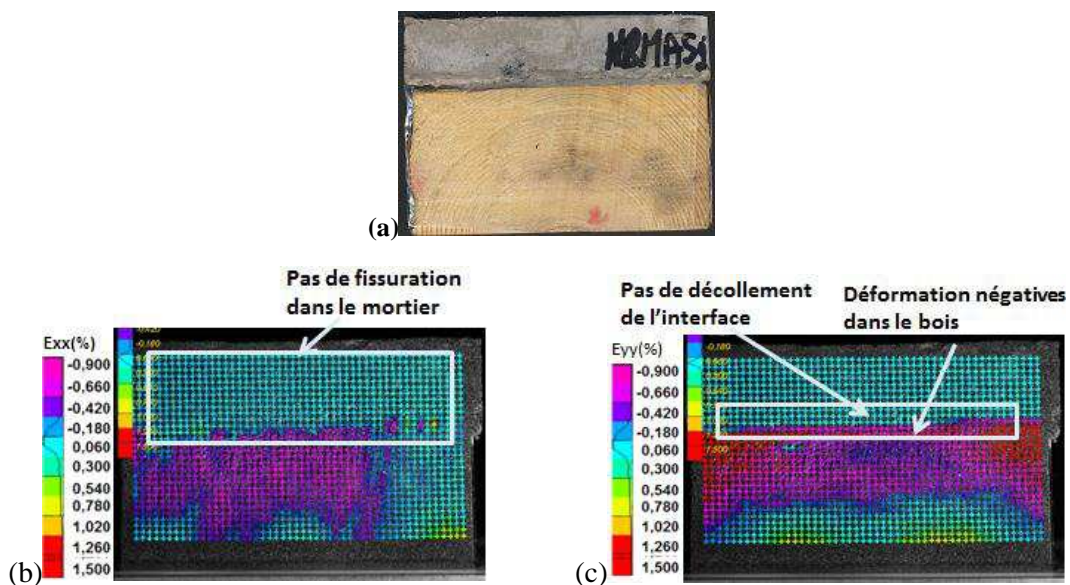 HBMAS1
(a)
Pas de fissuration
dans le mortier
Exx(%)
-0,900
-0,660
-0,420
-0,180
0,060
0,300
0,540
0,780
1,020
1,260
1,500
(b)
Pas de décollement
de l'interface
Déformation négatives
dans le bois
Eyy(%)
-0,900
-0,660
-0,420
-0,180
0,060
0,300
0,540
0,780
1,020
1,260
1,500
(c)